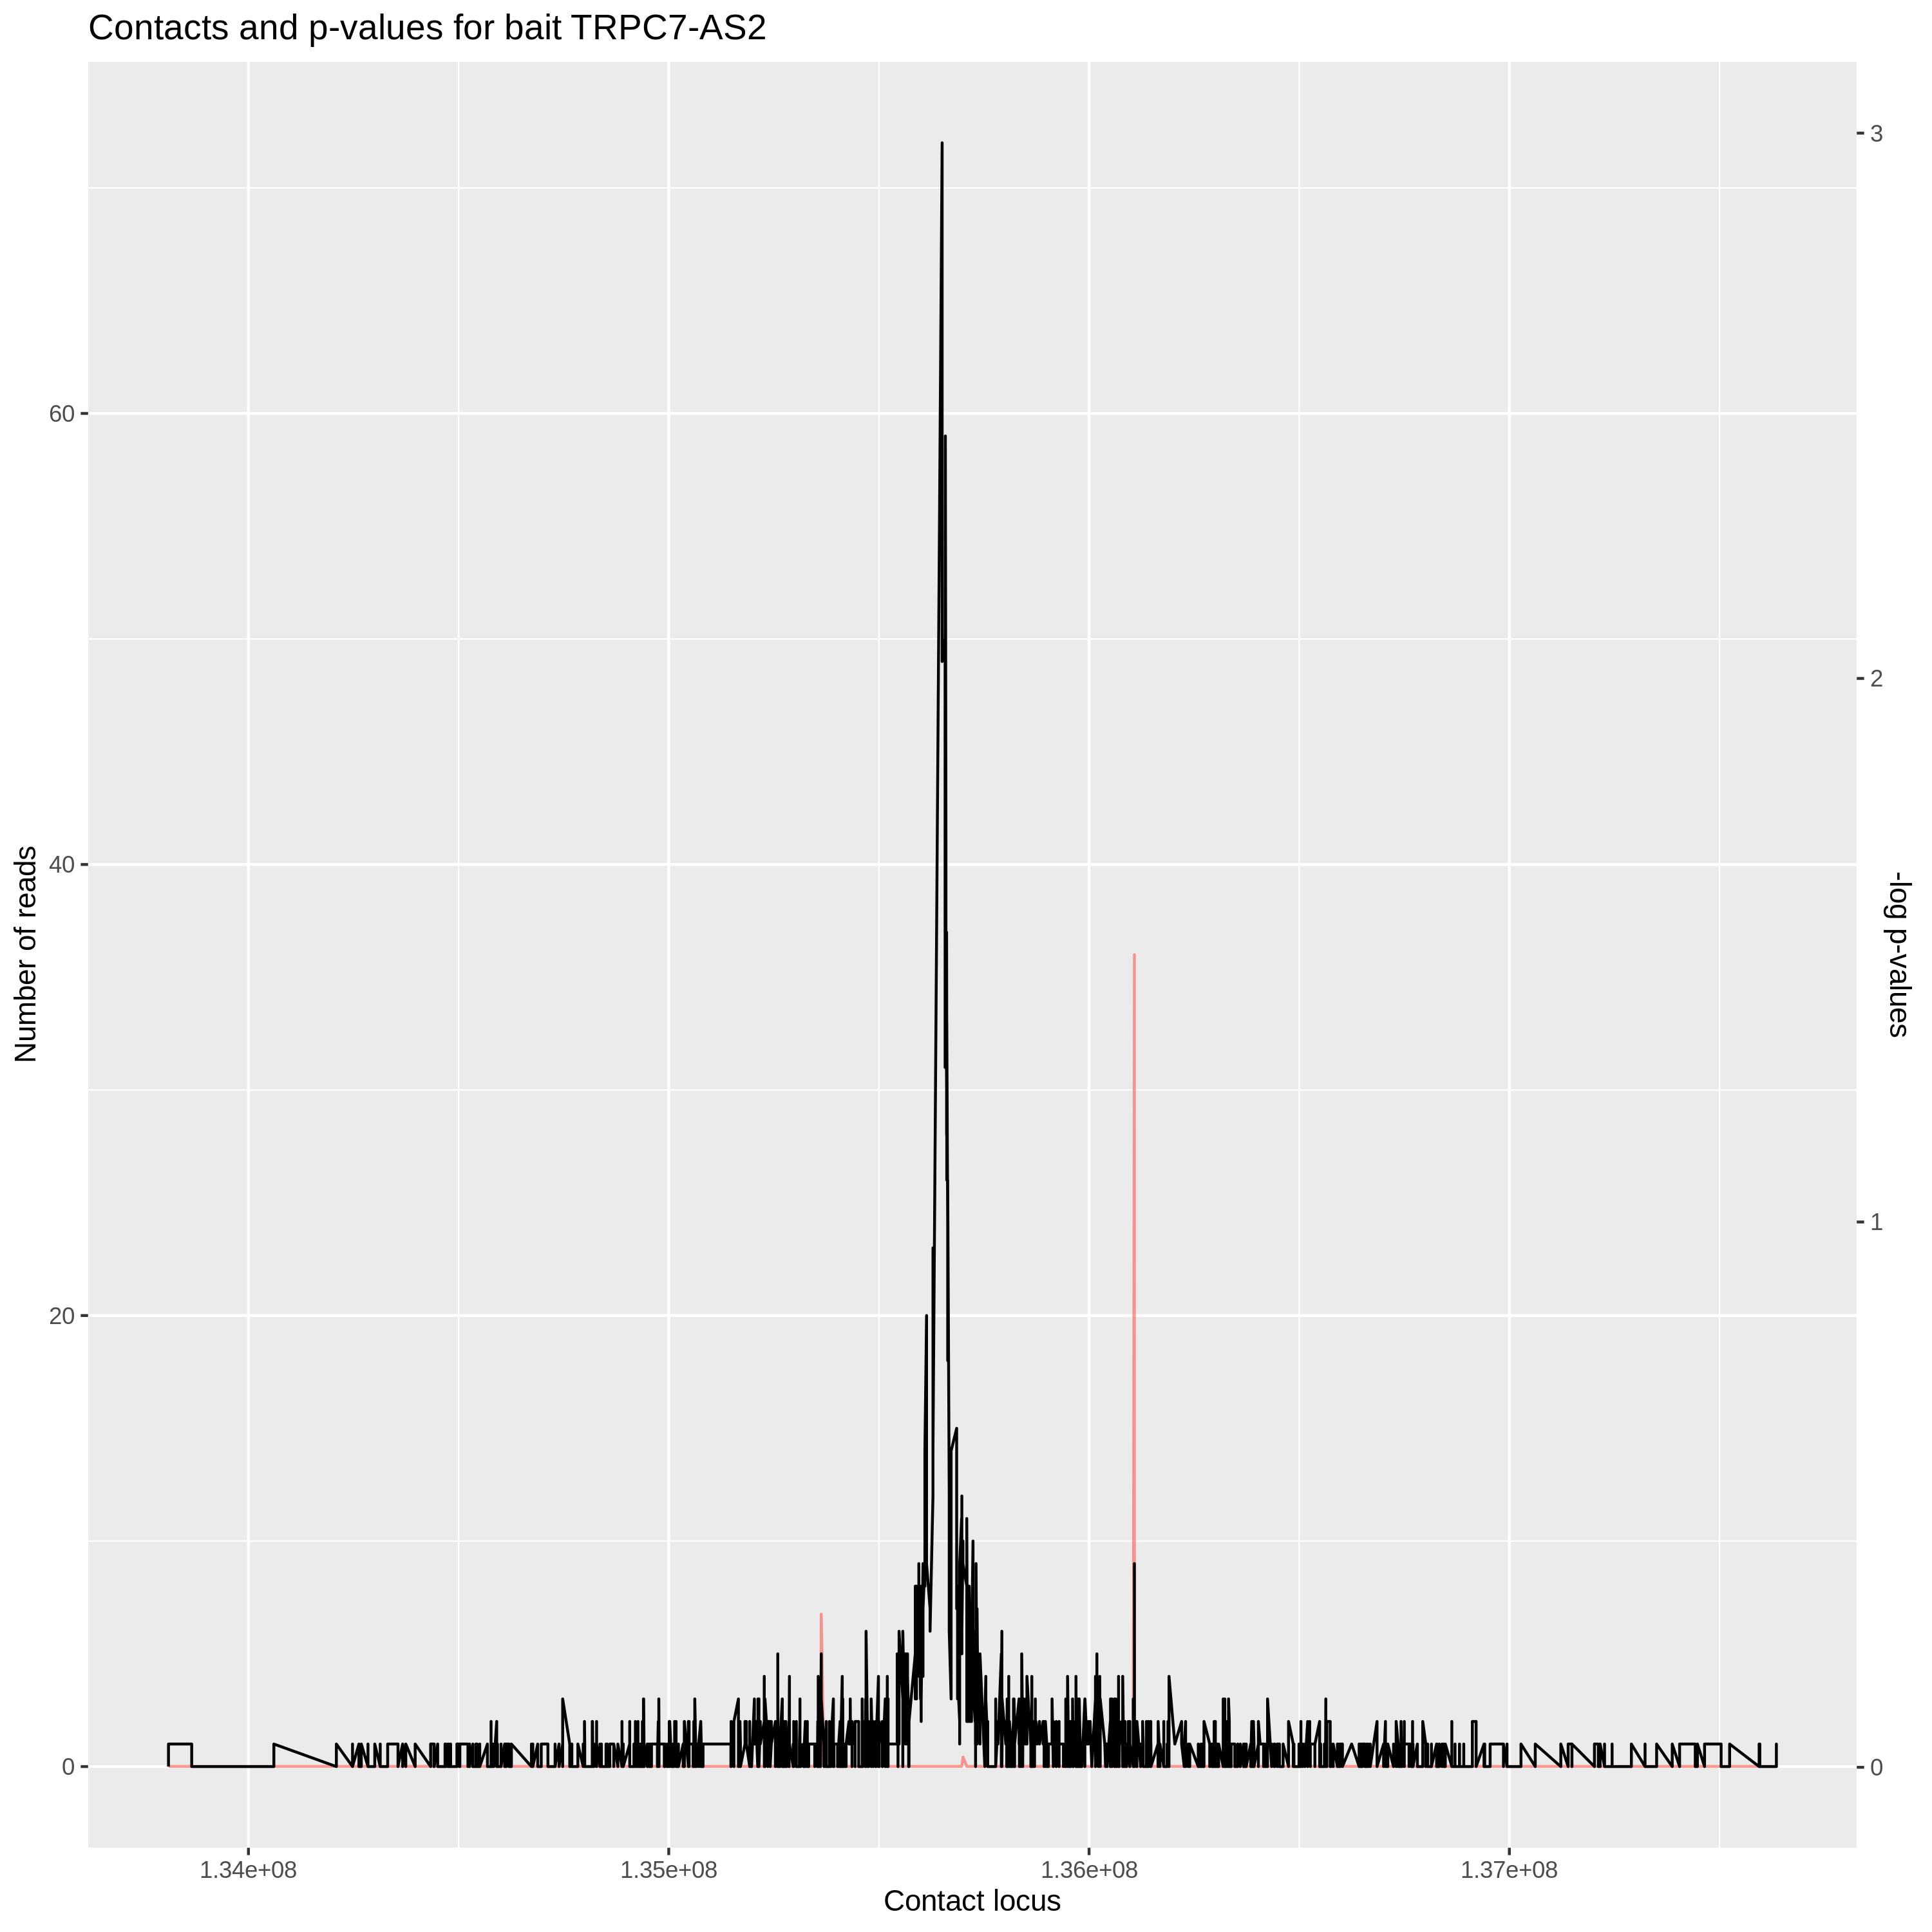 Contacts and p-values for bait TRPC7-AS2
3
60
2
40
Number of reads
-log p-values
1
20
0
0
1.34e+08
1.35e+08
1.36e+08
1.37e+08
Contact locus